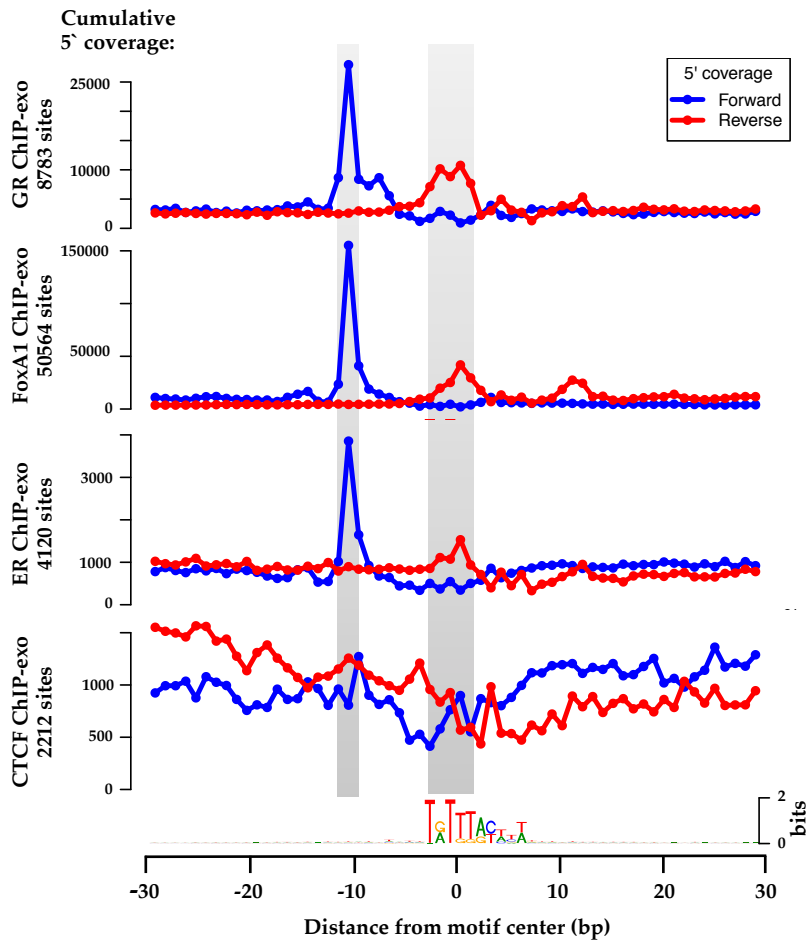 Cumulative
5` coverage:
GR ChIP-exo
8783 sites
25000
10000
0
5' coverage
Forward
Reverse
FoxA1 ChIP-exo
50564 sites
150000
50000
0
ER ChIP-exo
4120 sites
3000
1000
0
CTCF ChIP-exo
2212 sites
1000
500
0
2
0
bits
-30
-20
-10
0
10
20
30
Distance from motif center (bp)